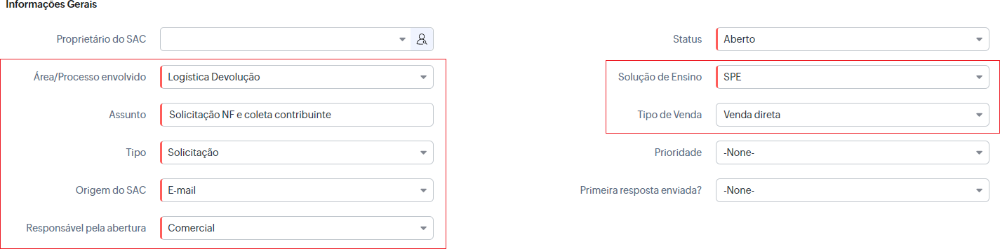 Informações Gerais
Proprietário do SAC
Status Aberto
Área/Processo envolvido Logística Devolução
Solução de Ensino SPE
Assunto Solicitação NF e coleta contribuinte
Tipo de Venda Venda direta
Tipo Solicitação
Prioridade -None-
Origem do SAC E-mail
Primeira resposta enviada? -None-
Responsável pela abertura Comercial